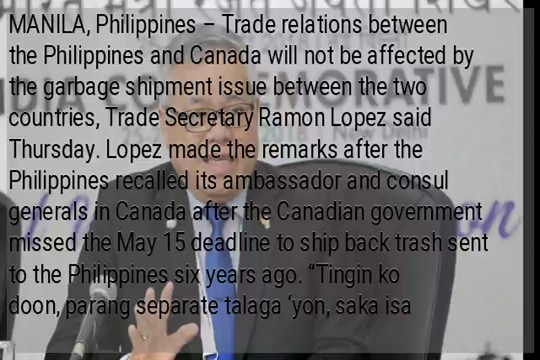 MANILA, Philippines – Trade relations between
the Philippines and Canada will not be affected by
the garbage shipment issue between the two
countries, Trade Secretary Ramon Lopez said
Thursday. Lopez made the remarks after the
Philippines recalled its ambassador and consul
generals in Canada after the Canadian government
missed the May 15 deadline to ship back trash sent
to the Philippines six years ago. “Tingin ko
doon, parang separate talaga ‘yon, saka isa